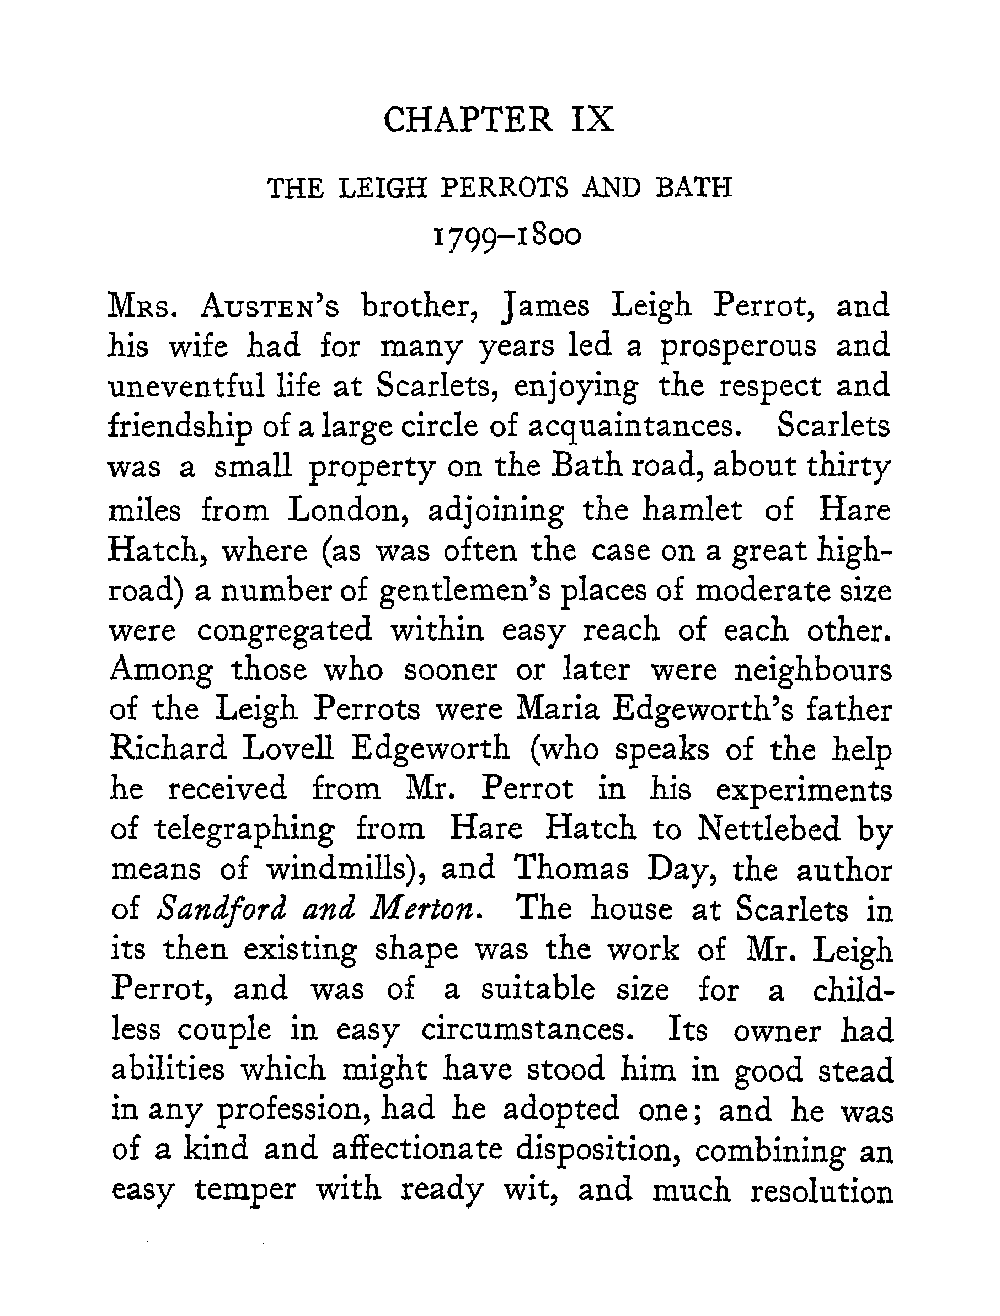 CHAPTER IX
THE LEIGH PERROTS AND BATH
1799–1800
MRS. AUSTEN'S brother, James Leigh Perrot, and
his wife had for many years led a prosperous and
uneventful life at Scarlets, enjoying the respect and
friendship of a large circle of acquaintances. Scarlets
was a small property on the Bath road, about thirty
miles from London, adjoining the hamlet of Hare
Hatch, where (as was often the case on a great high-
road) a number of gentlemen's places of moderate size
were congregated within easy reach of each other.
Among those who sooner or later were neighbours
of the Leigh Perrots were Maria Edgeworth's father
Richard Lovell Edgeworth (who speaks of the help
he received from Mr. Perrot in his experiments
of telegraphing from Hare Hatch to Nettlebed by
means of windmills), and Thomas Day, the author
of Sandford and Merton. The house at Scarlets in
its then existing shape was the work of Mr. Leigh
Perrot, and was of a suitable size for a child-
less couple in easy circumstances. Its owner had
abilities which might have stood him in good stead
in any profession, had he adopted one; and he was
of a kind and affectionate disposition, combining an
easy temper with ready wit, and much resolution